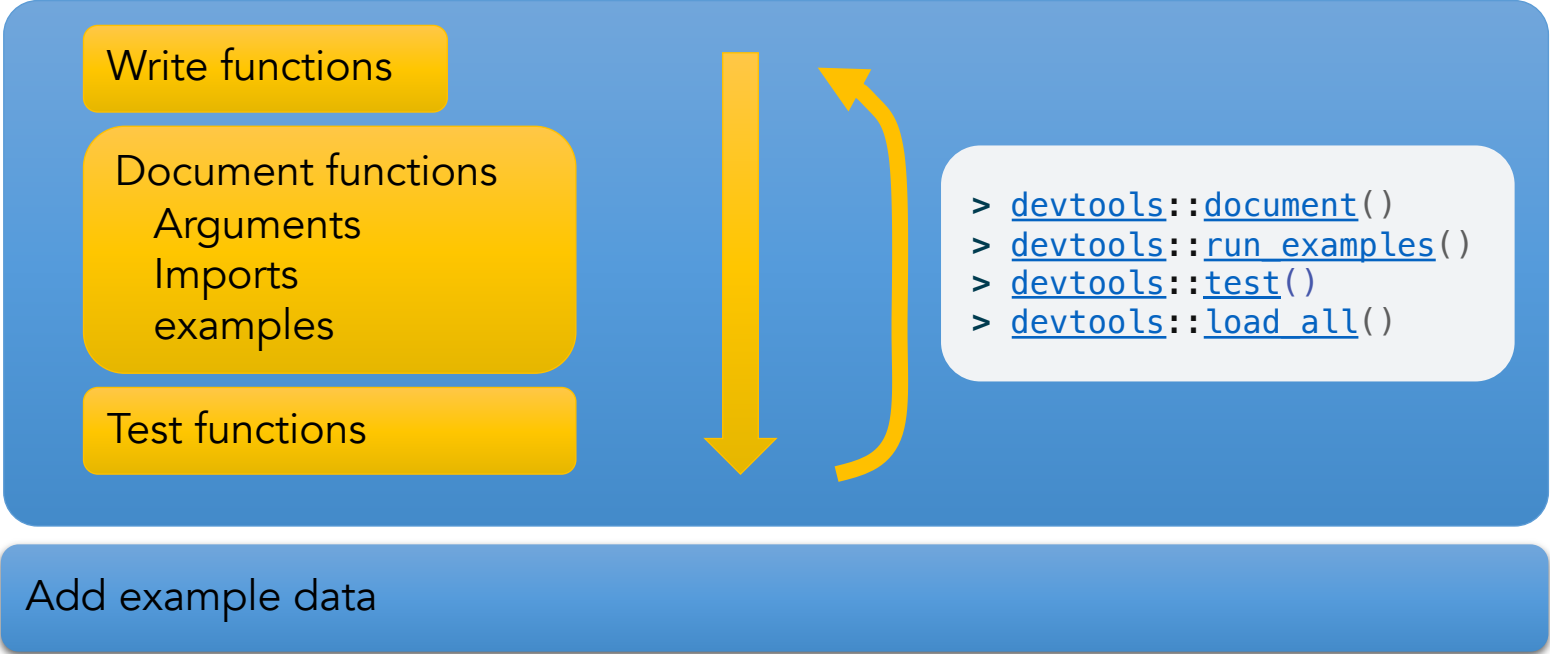 Write functions
Document functions
Arguments
Imports
examples
Test functions
> devtools::document()
> devtools::run_examples()
> devtools::test()
> devtools::load_all()
Add example data